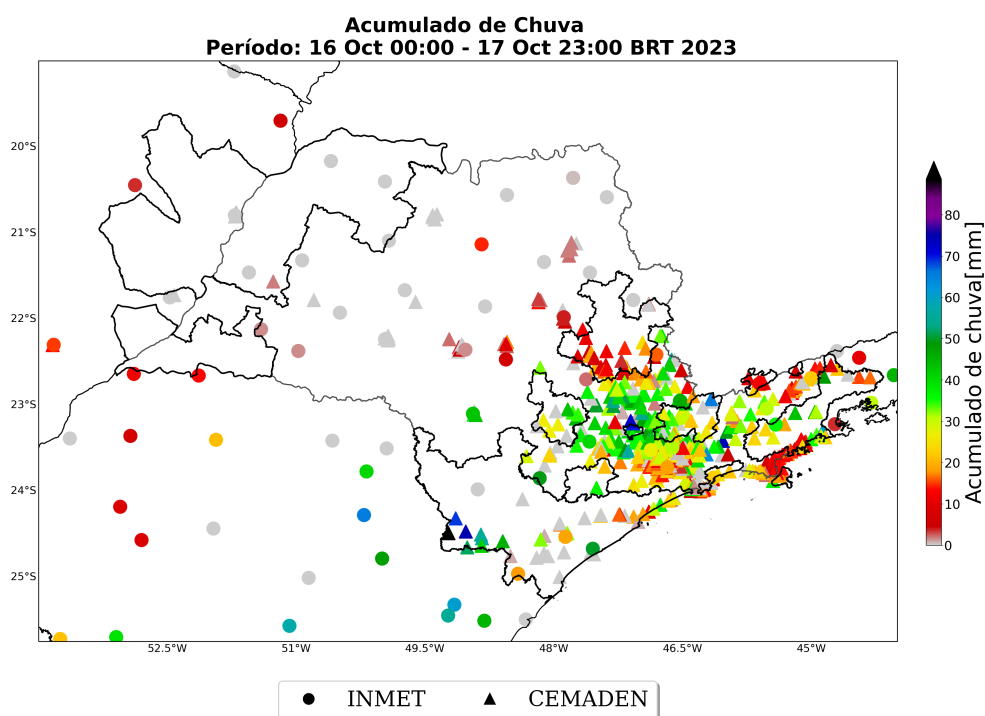 Acumulado de Chuva
Período: 16 Oct 00:00 - 17 Oct 23:00 BRT 2023
20°S
21°S
22°S
23°S
24°S
25°S
52.5°W
51°W
49.5°W
48°W
46.5°W
45°W
80
70
60
50
40
30
20
10
0
Acumulado de chuva[mm]
INMET
CEMADEN